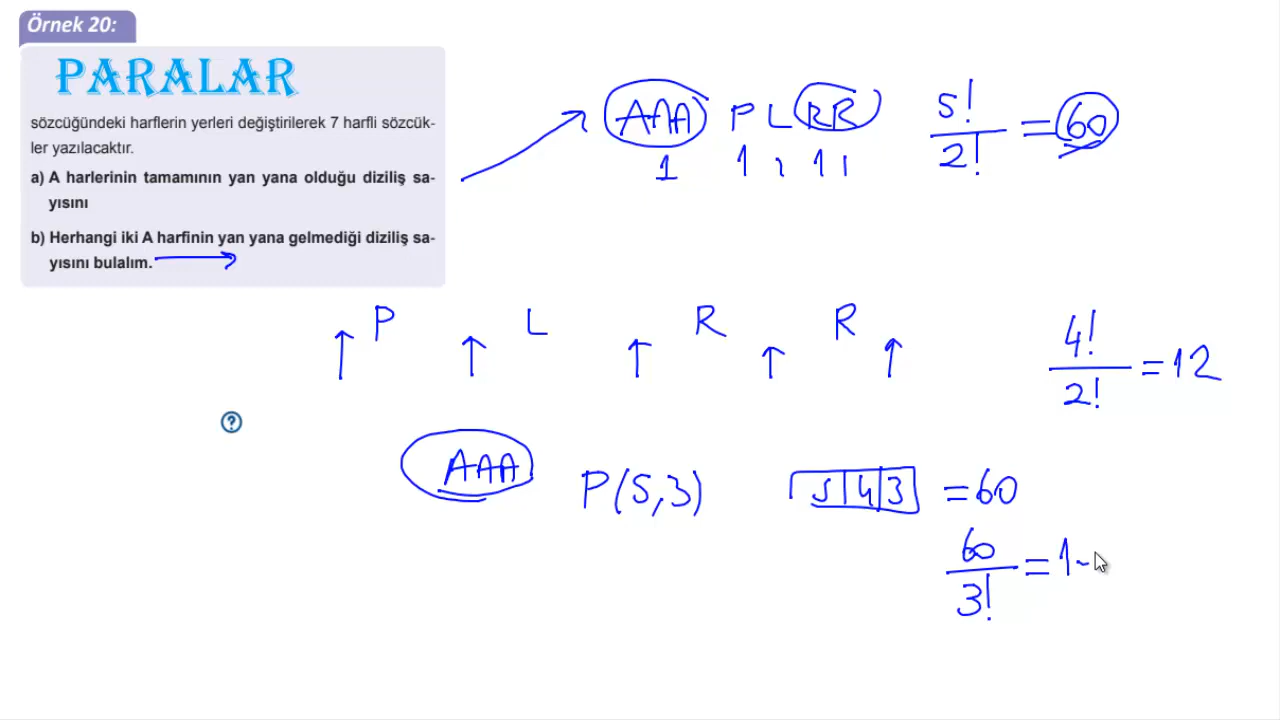 Örnek 20:
PARALAR
sözcüğündeki harflerin yerleri değiştirilerek 7 harfli sözcük-
ler yazılacaktır.
a) A harlerinin tamamının yan yana olduğu diziliş sa-
yısını
b) Herhangi iki A harfinin yan yana gelmediği diziliş sa-
yısını bulalım.
AAA P L RR 5!/2! = 60
1 1 1 1 1
P L R R
4!/2! = 12
?
AAA P(5,3) 5|4|3 = 60
60/3! = 1